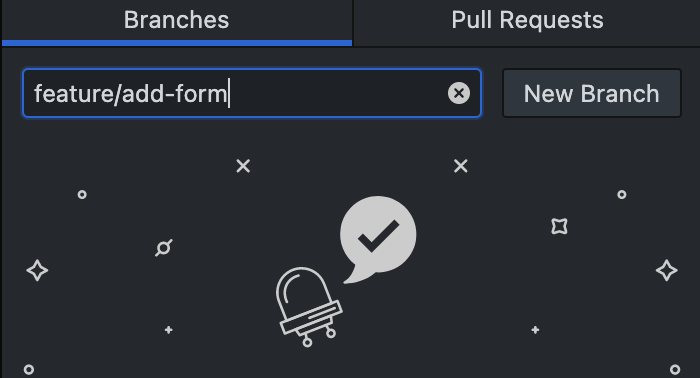 Branches Pull Requests
feature/add-form New Branch